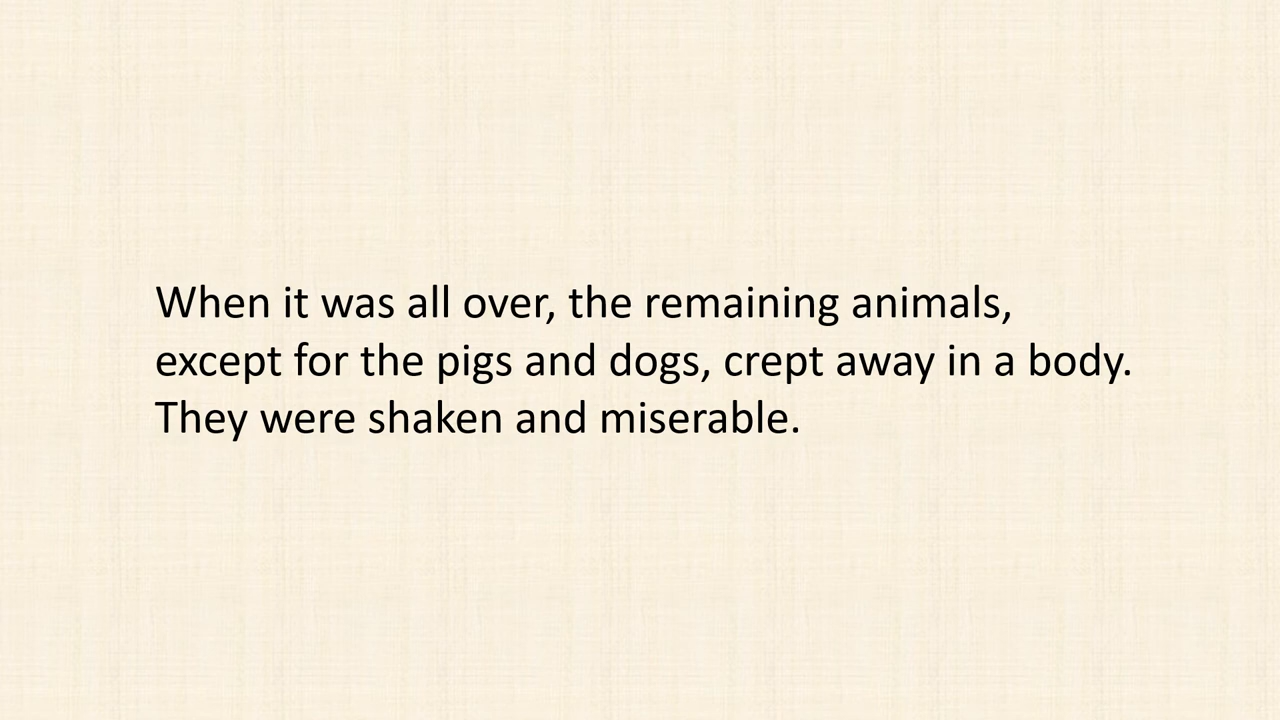 When it was all over, the remaining animals,
except for the pigs and dogs, crept away in a body.
They were shaken and miserable.